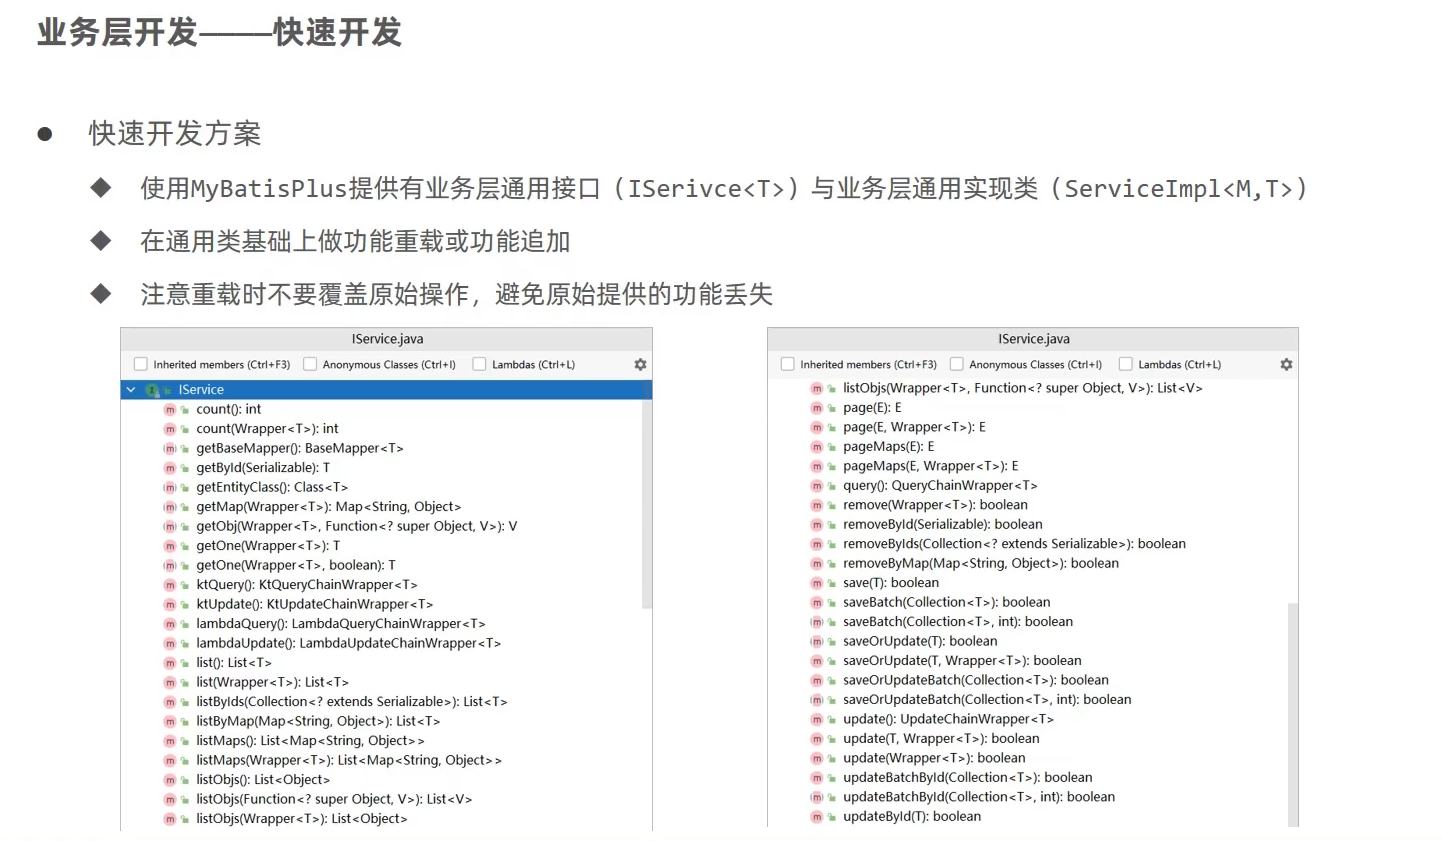 业务层开发————快速开发
快速开发方案
使用MyBatisPlus提供有业务层通用接口（ISerivce<T>）与业务层通用实现类（ServiceImpl<M,T>）
在通用类基础上做功能重载或功能追加
注意重载时不要覆盖原始操作，避免原始提供的功能丢失
IService.java
Inherited members (Ctrl+F3) Anonymous Classes (Ctrl+I) Lambdas (Ctrl+L)
IService
count(): int
count(Wrapper<T>): int
getBaseMapper(): BaseMapper<T>
getById(Serializable): T
getEntityClass(): Class<T>
getMap(Wrapper<T>): Map<String, Object>
getObj(Wrapper<T>, Function<? super Object, V>): V
getOne(Wrapper<T>): T
getOne(Wrapper<T>, boolean): T
ktQuery(): KtQueryChainWrapper<T>
ktUpdate(): KtUpdateChainWrapper<T>
lambdaQuery(): LambdaQueryChainWrapper<T>
lambdaUpdate(): LambdaUpdateChainWrapper<T>
list(): List<T>
list(Wrapper<T>): List<T>
listByIds(Collection<? extends Serializable>): List<T>
listByMap(Map<String, Object>): List<T>
listMaps(): List<Map<String, Object>>
listMaps(Wrapper<T>): List<Map<String, Object>>
listObjs(): List<Object>
listObjs(Function<? super Object, V>): List<V>
listObjs(Wrapper<T>): List<Object>
IService.java
Inherited members (Ctrl+F3) Anonymous Classes (Ctrl+I) Lambdas (Ctrl+L)
listObjs(Wrapper<T>, Function<? super Object, V>): List<V>
page(E): E
page(E, Wrapper<T>): E
pageMaps(E): E
pageMaps(E, Wrapper<T>): E
query(): QueryChainWrapper<T>
remove(Wrapper<T>): boolean
removeById(Serializable): boolean
removeByIds(Collection<? extends Serializable>): boolean
removeByMap(Map<String, Object>): boolean
save(T): boolean
saveBatch(Collection<T>): boolean
saveBatch(Collection<T>, int): boolean
saveOrUpdate(T): boolean
saveOrUpdate(T, Wrapper<T>): boolean
saveOrUpdateBatch(Collection<T>): boolean
saveOrUpdateBatch(Collection<T>, int): boolean
update(): UpdateChainWrapper<T>
update(T, Wrapper<T>): boolean
update(Wrapper<T>): boolean
updateBatchById(Collection<T>): boolean
updateBatchById(Collection<T>, int): boolean
updateById(T): boolean